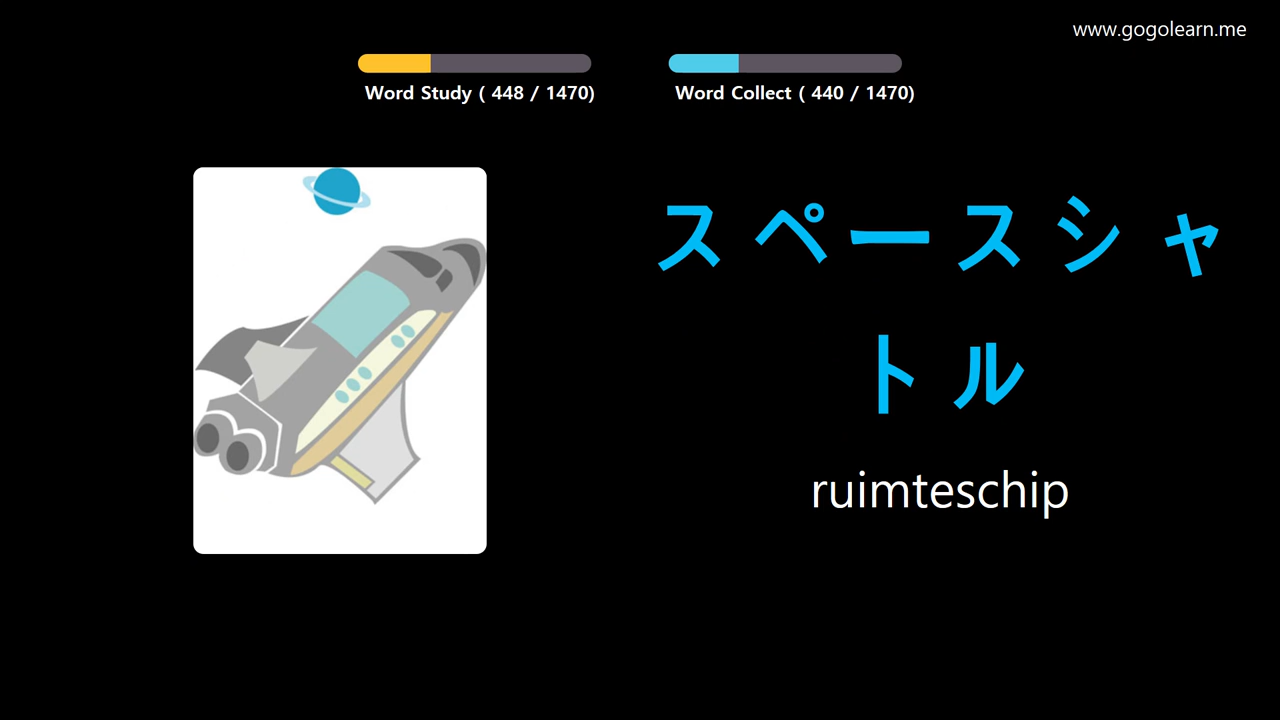 www.gogolearn.me
Word Study ( 448 / 1470)
Word Collect ( 440 / 1470)
スペースシャ
トル
ruimteschip